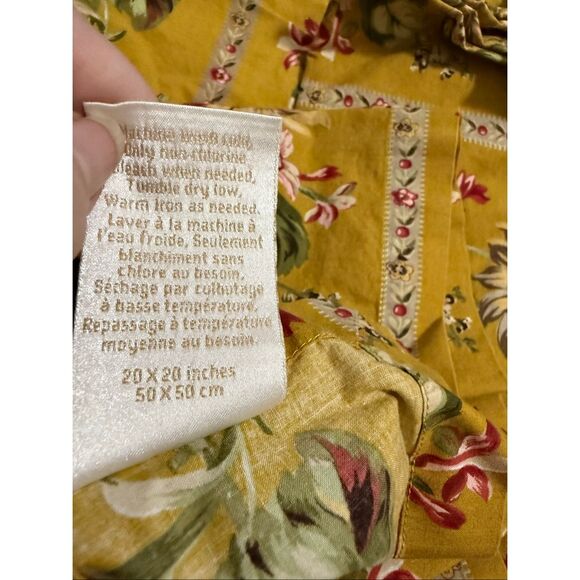 Machine wash cold,
Only non-chlorine
bleach when needed,
Tumble dry low,
Warm Iron as needed.
Laver à la machine à
l'eau froide. Seulement
blanchiment sans
chlore au besoin.
Séchage par culbutage
à basse température,
Repassage à température
moyenne au besoin.
20 X 20 inches
50 X 50 cm